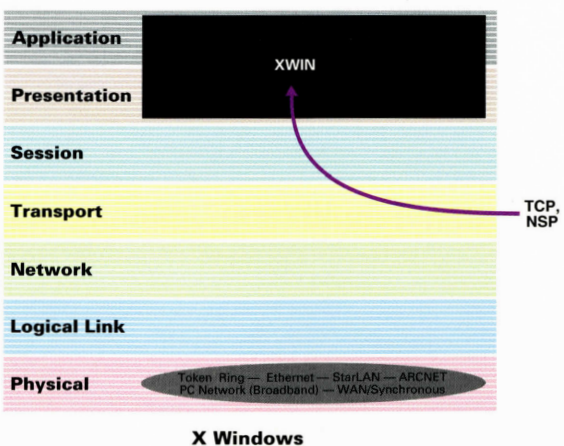 Application
XWIN
Presentation
Session
Transport
TCP,
NSP
Network
Logical Link
Physical
Token Ring — Ethernet — StarLAN — ARCNET
PC Network (Broadband) — WAN/Synchronous
X Windows